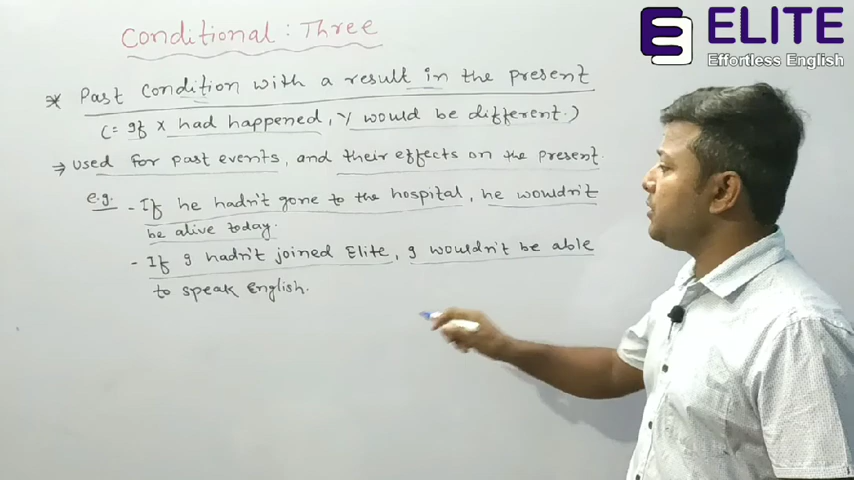 Conditional : Three
ELITE
Effortless English
* Past condition with a result in the present
(= If x had happened, y would be different.)
⇒ used for past events, and their effects on the present.
e.g. - If he hadn't gone to the hospital, he wouldn't
be alive today.
- If I hadn't joined Elite, I wouldn't be able
to speak English.